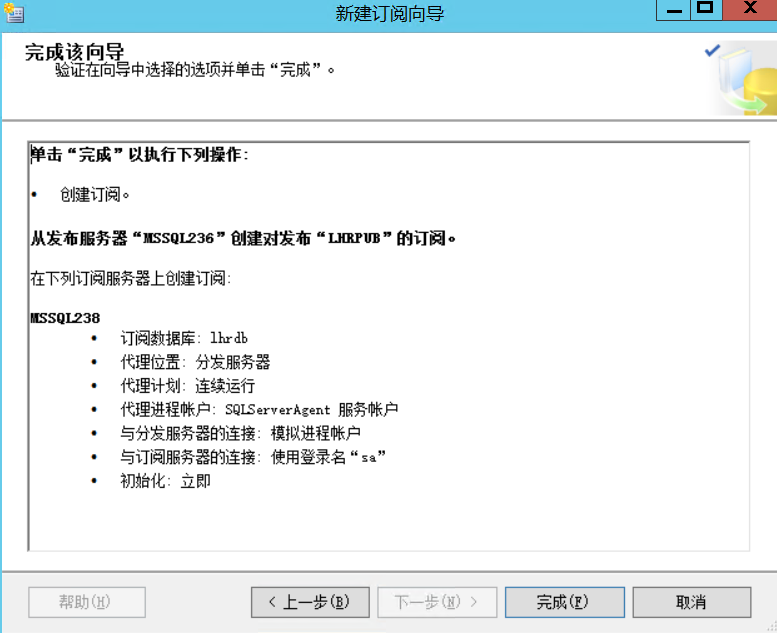 新建订阅向导
完成该向导
验证在向导中选择的选项并单击“完成”。
单击“完成”以执行下列操作:
• 创建订阅。
从发布服务器“MSSQL236”创建对发布“LHRPUB”的订阅。
在下列订阅服务器上创建订阅:
MSSQL238
• 订阅数据库: lhrdb
• 代理位置: 分发服务器
• 代理计划: 连续运行
• 代理进程帐户: SQLServerAgent 服务帐户
• 与分发服务器的连接: 模拟进程帐户
• 与订阅服务器的连接: 使用登录名“sa”
• 初始化: 立即
帮助(H) < 上一步(B) 下一步(N) > 完成(F) 取消